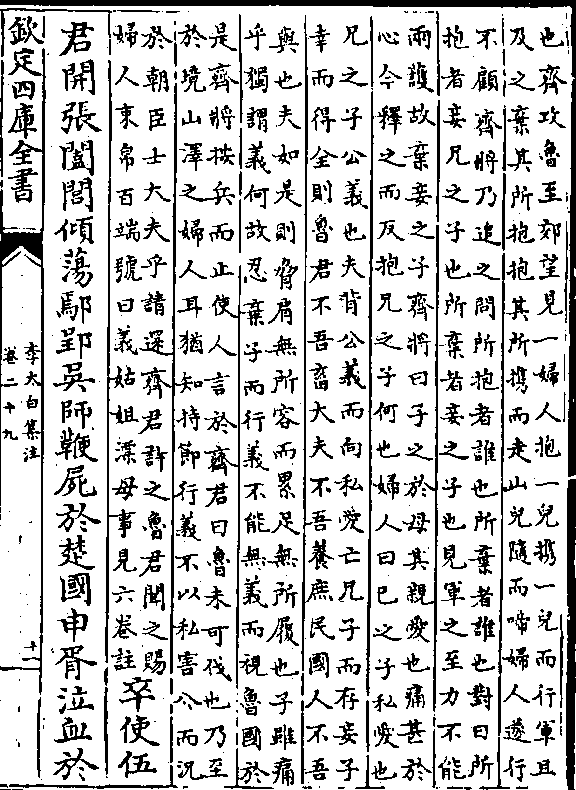 也齊攻魯至郊望見一婦人抱一兒携一兒而行軍且
及之棄其所抱抱其所携而走山兒隨而啼婦人遂行
不顧齊將乃追之問所抱者誰也所棄者誰也對曰所
抱者妾兄之子也所棄者妾之子也見軍之至力不能
兩護故棄妾之子齊將曰子之於母其親愛也痛甚於
心今釋之而反抱兄之子何也婦人曰巳之子私愛也
兄之子公義也夫背公義而向私愛亡兄子而存妾子
幸而得全則魯君不吾畜大夫不吾養庶民國人不吾
與也夫如是則脅肩無所容而累足無所履也子雖痛
乎獨謂義何故忍棄子而行義不能無義而視魯國於
是齊將按兵而止使人言於齊君曰魯未可伐也乃至
於境山澤之婦人耳猶知持節行義不以私害公而況
於朝臣士大夫乎請還齊君許之魯君聞之賜
婦人束帛百端號曰義姑姐漂母事見六卷註
卒使伍
君開張闔閭傾蕩鄢郢吳師鞭屍於楚國申胥泣血於
欽定四庫全書
李太白集注
卷二十九
十一